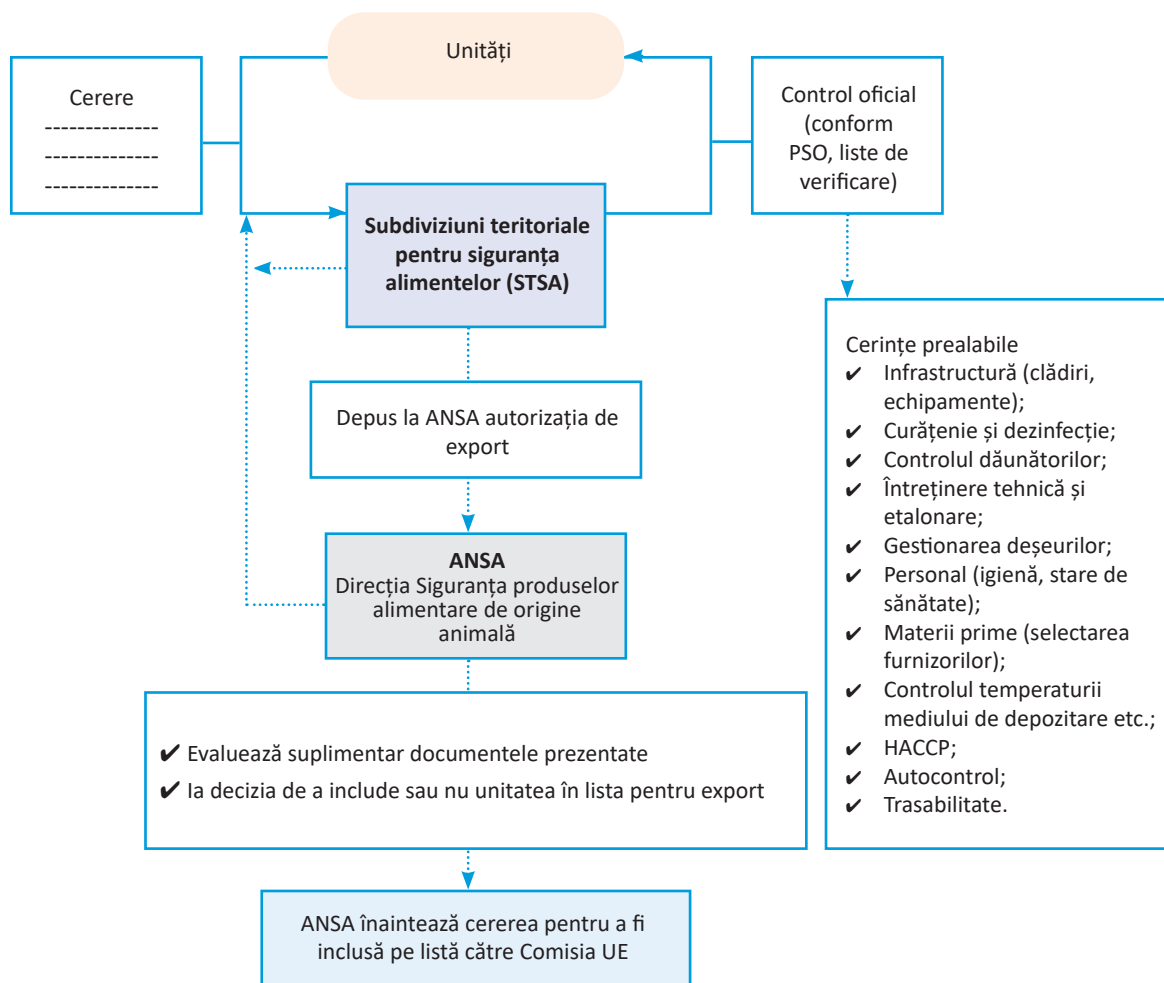 Unități
Cerere
--------------
--------------
--------------
Control oficial
(conform
PSO, liste de
verificare)
Subdiviziuni teritoriale
pentru siguranța
alimentelor (STSA)
Depus la ANSA autorizația de
export
ANSA
Direcția Siguranța produselor
alimentare de origine
animală
✔ Evaluează suplimentar documentele prezentate
✔ Ia decizia de a include sau nu unitatea în lista pentru export
ANSA înaintează cererea pentru a fi
inclusă pe listă către Comisia UE
Cerințe prealabile
✔ Infrastructură (clădiri,
echipamente);
✔ Curățenie și dezinfecție;
✔ Controlul dăunătorilor;
✔ Întreținere tehnică și
etalonare;
✔ Gestionarea deșeurilor;
✔ Personal (igienă, stare de
sănătate);
✔ Materii prime (selectarea
furnizorilor);
✔ Controlul temperaturii
mediului de depozitare etc.;
✔ HACCP;
✔ Autocontrol;
✔ Trasabilitate.